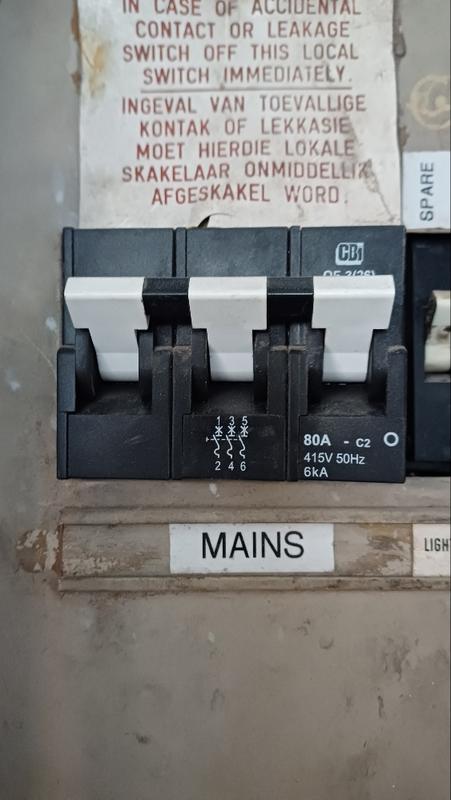 IN CASE OF ACCIDENTAL
CONTACT OR LEAKAGE
SWITCH OFF THIS LOCAL
SWITCH IMMEDIATELY.
INGEVAL VAN TOEVALLIGE
KONTAK OF LEKKASIE
MOET HIERDIE LOKALE
SKAKELAAR ONMIDDELLIK
AFGESKAKEL WORD.
SPARE
CBi
1 3 5
2 4 6
80A - C2 O
415V 50Hz
6kA
MAINS
LIGH